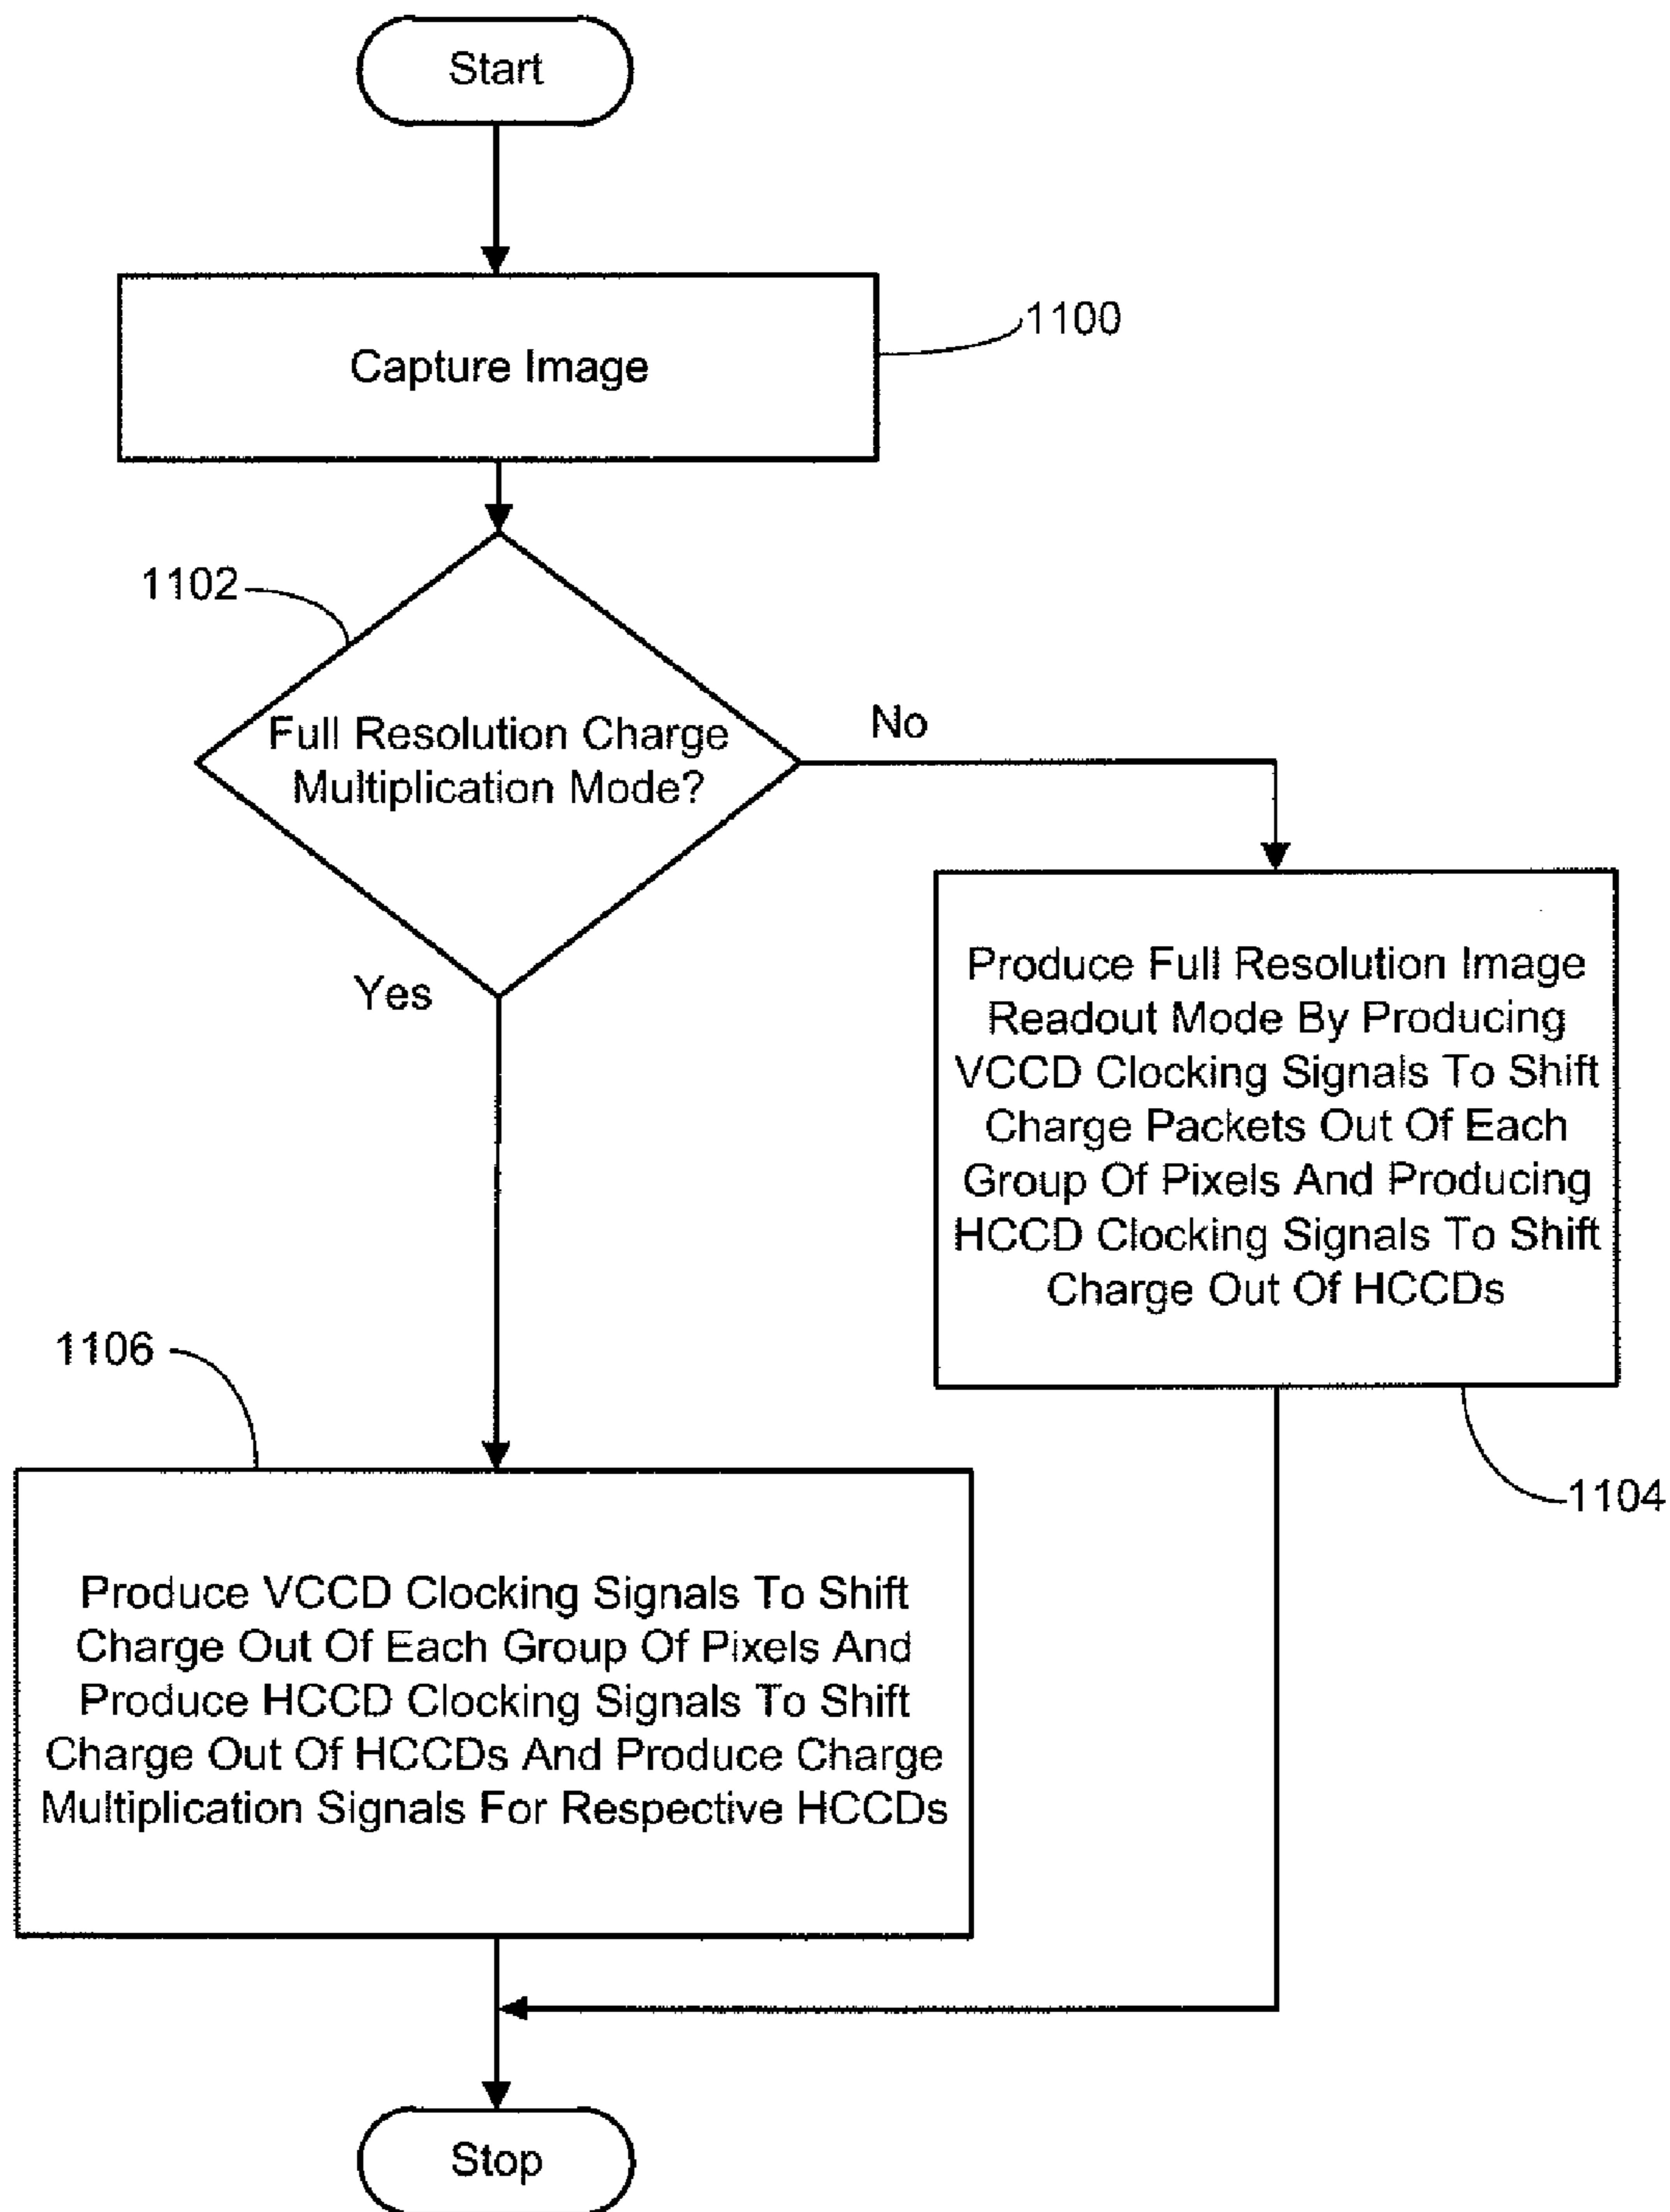 Start
Capture Image
1100
1102
Full Resolution Charge
Multiplication Mode?
No
Yes
Produce Full Resolution Image
Readout Mode By Producing
VCCD Clocking Signals To Shift
Charge Packets Out Of Each
Group Of Pixels And Producing
HCCD Clocking Signals To Shift
Charge Out Of HCCDs
1104
1106
Produce VCCD Clocking Signals To Shift
Charge Out Of Each Group Of Pixels And
Produce HCCD Clocking Signals To Shift
Charge Out Of HCCDs And Produce Charge
Multiplication Signals For Respective HCCDs
Stop